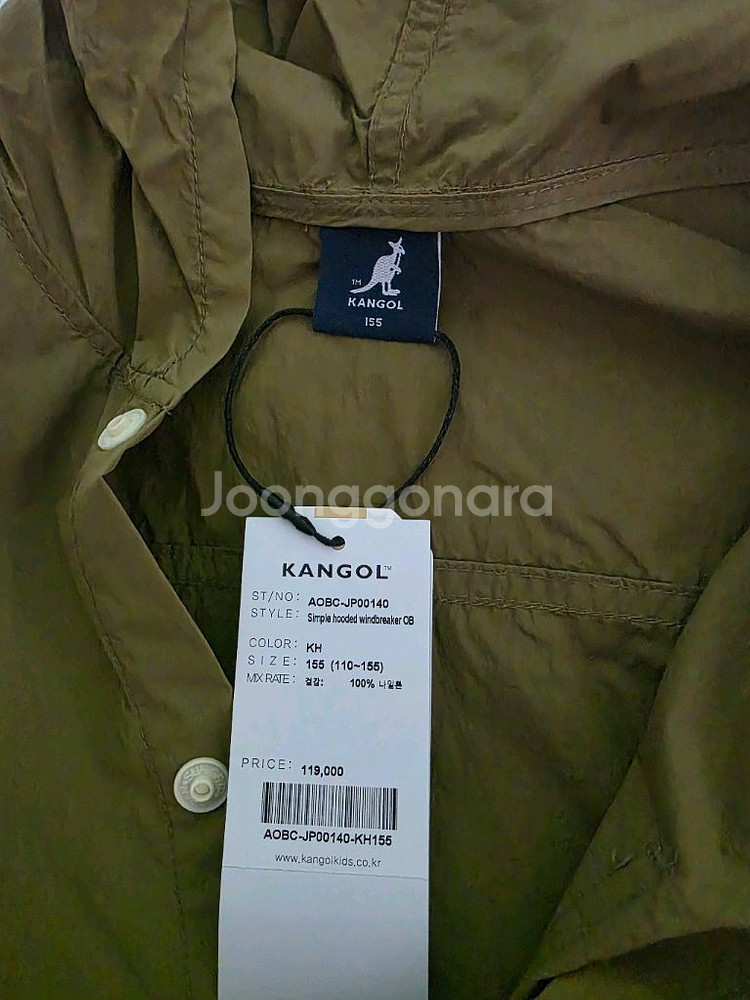 TM
KANGOL
155
Joonggonara
KANGOL™
ST/NO: AOBC-JP00140
STYLE: Simple hooded windbreaker OB
COLOR: KH
SIZE: 155 (110~155)
MIX RATE: 겉감: 100% 나일론
PRICE: 119,000
AOBC-JP00140-KH155
www.kangolkids.co.kr